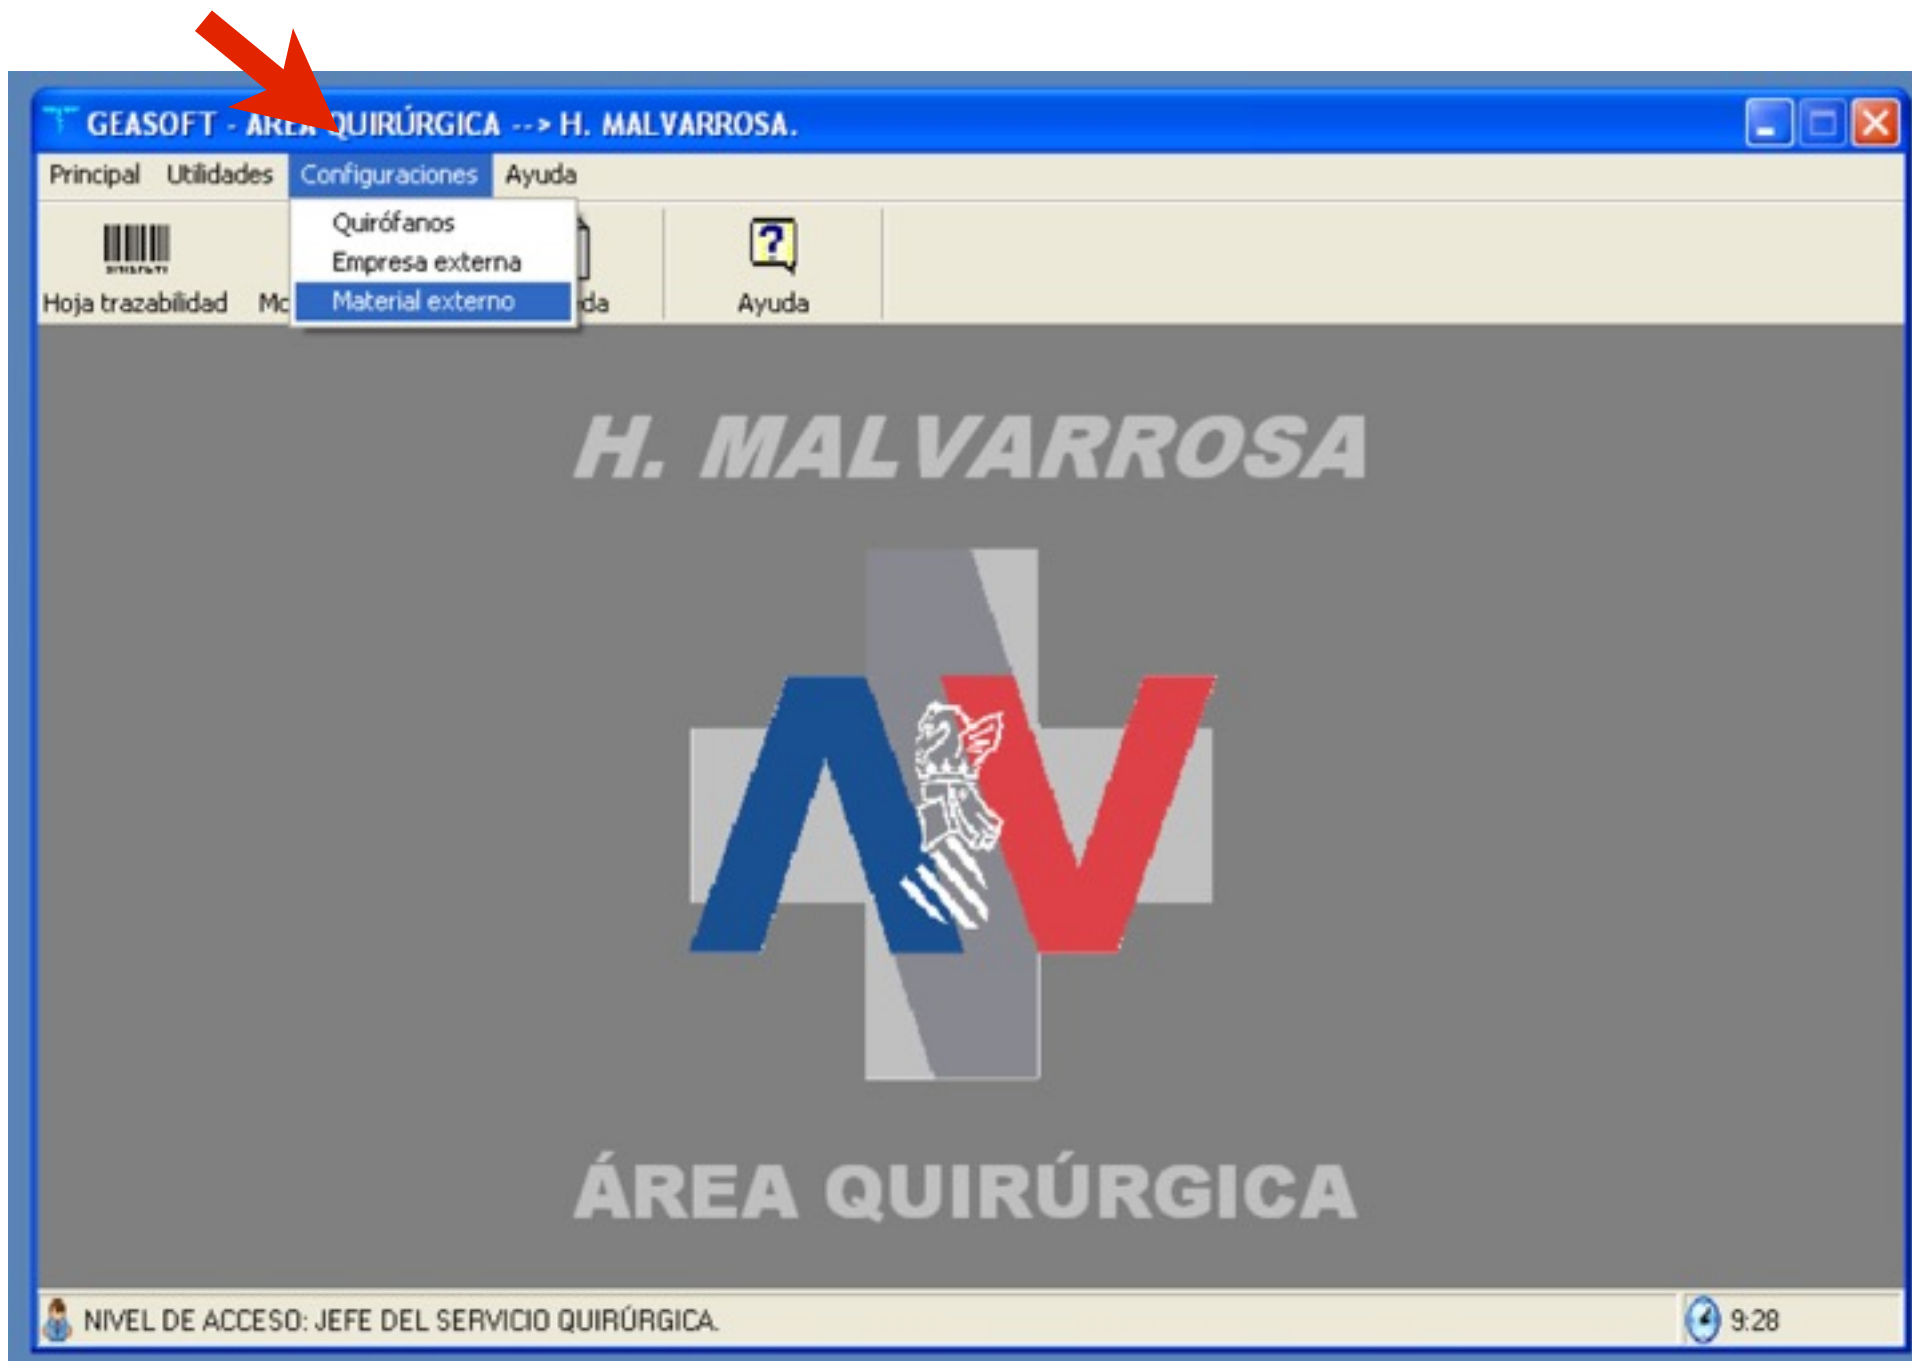 GEASOFT - ÁREA QUIRÚRGICA --> H. MALVARROSA.
Principal Utilidades Configuraciones Ayuda
Quirófanos
Empresa externa
Material externo
Hoja trazabilidad
Ayuda
H. MALVARROSA
ÁREA QUIRÚRGICA
NIVEL DE ACCESO: JEFE DEL SERVICIO QUIRÚRGICA.
9:28